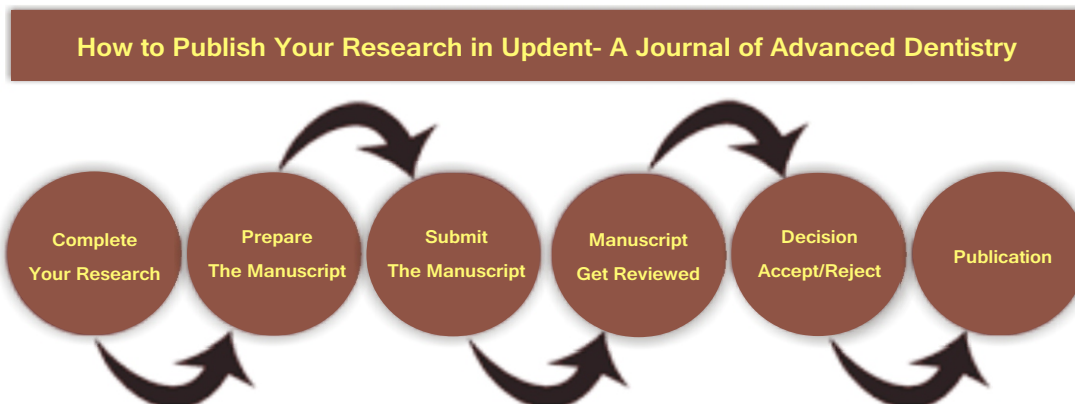 How to Publish Your Research in Updent- A Journal of Advanced Dentistry
Complete
Your Research
Prepare
The Manuscript
Submit
The Manuscript
Manuscript
Get Reviewed
Decision
Accept/Reject
Publication